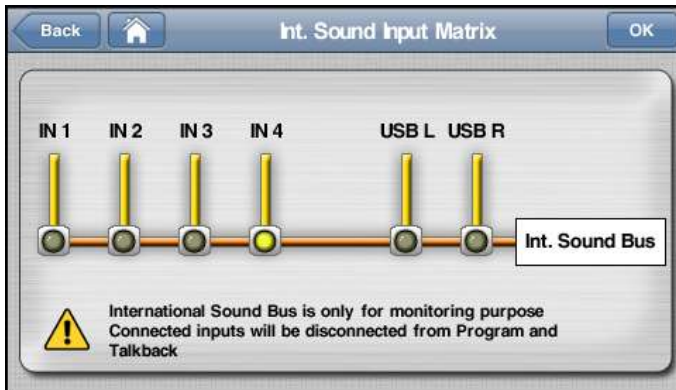 Back
Int. Sound Input Matrix
OK
IN 1 IN 2 IN 3 IN 4 USB L USB R
Int. Sound Bus
International Sound Bus is only for monitoring purpose
Connected inputs will be disconnected from Program and
Talkback